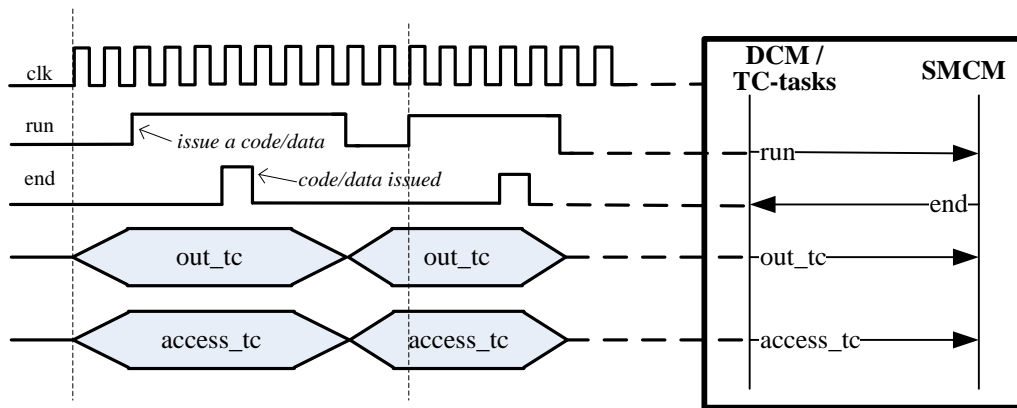 clk
run
issue a code/data
end
code/data issued
out_tc
out_tc
access_tc
access_tc
DCM /
TC-tasks
SMCM
run
end
out_tc
access_tc